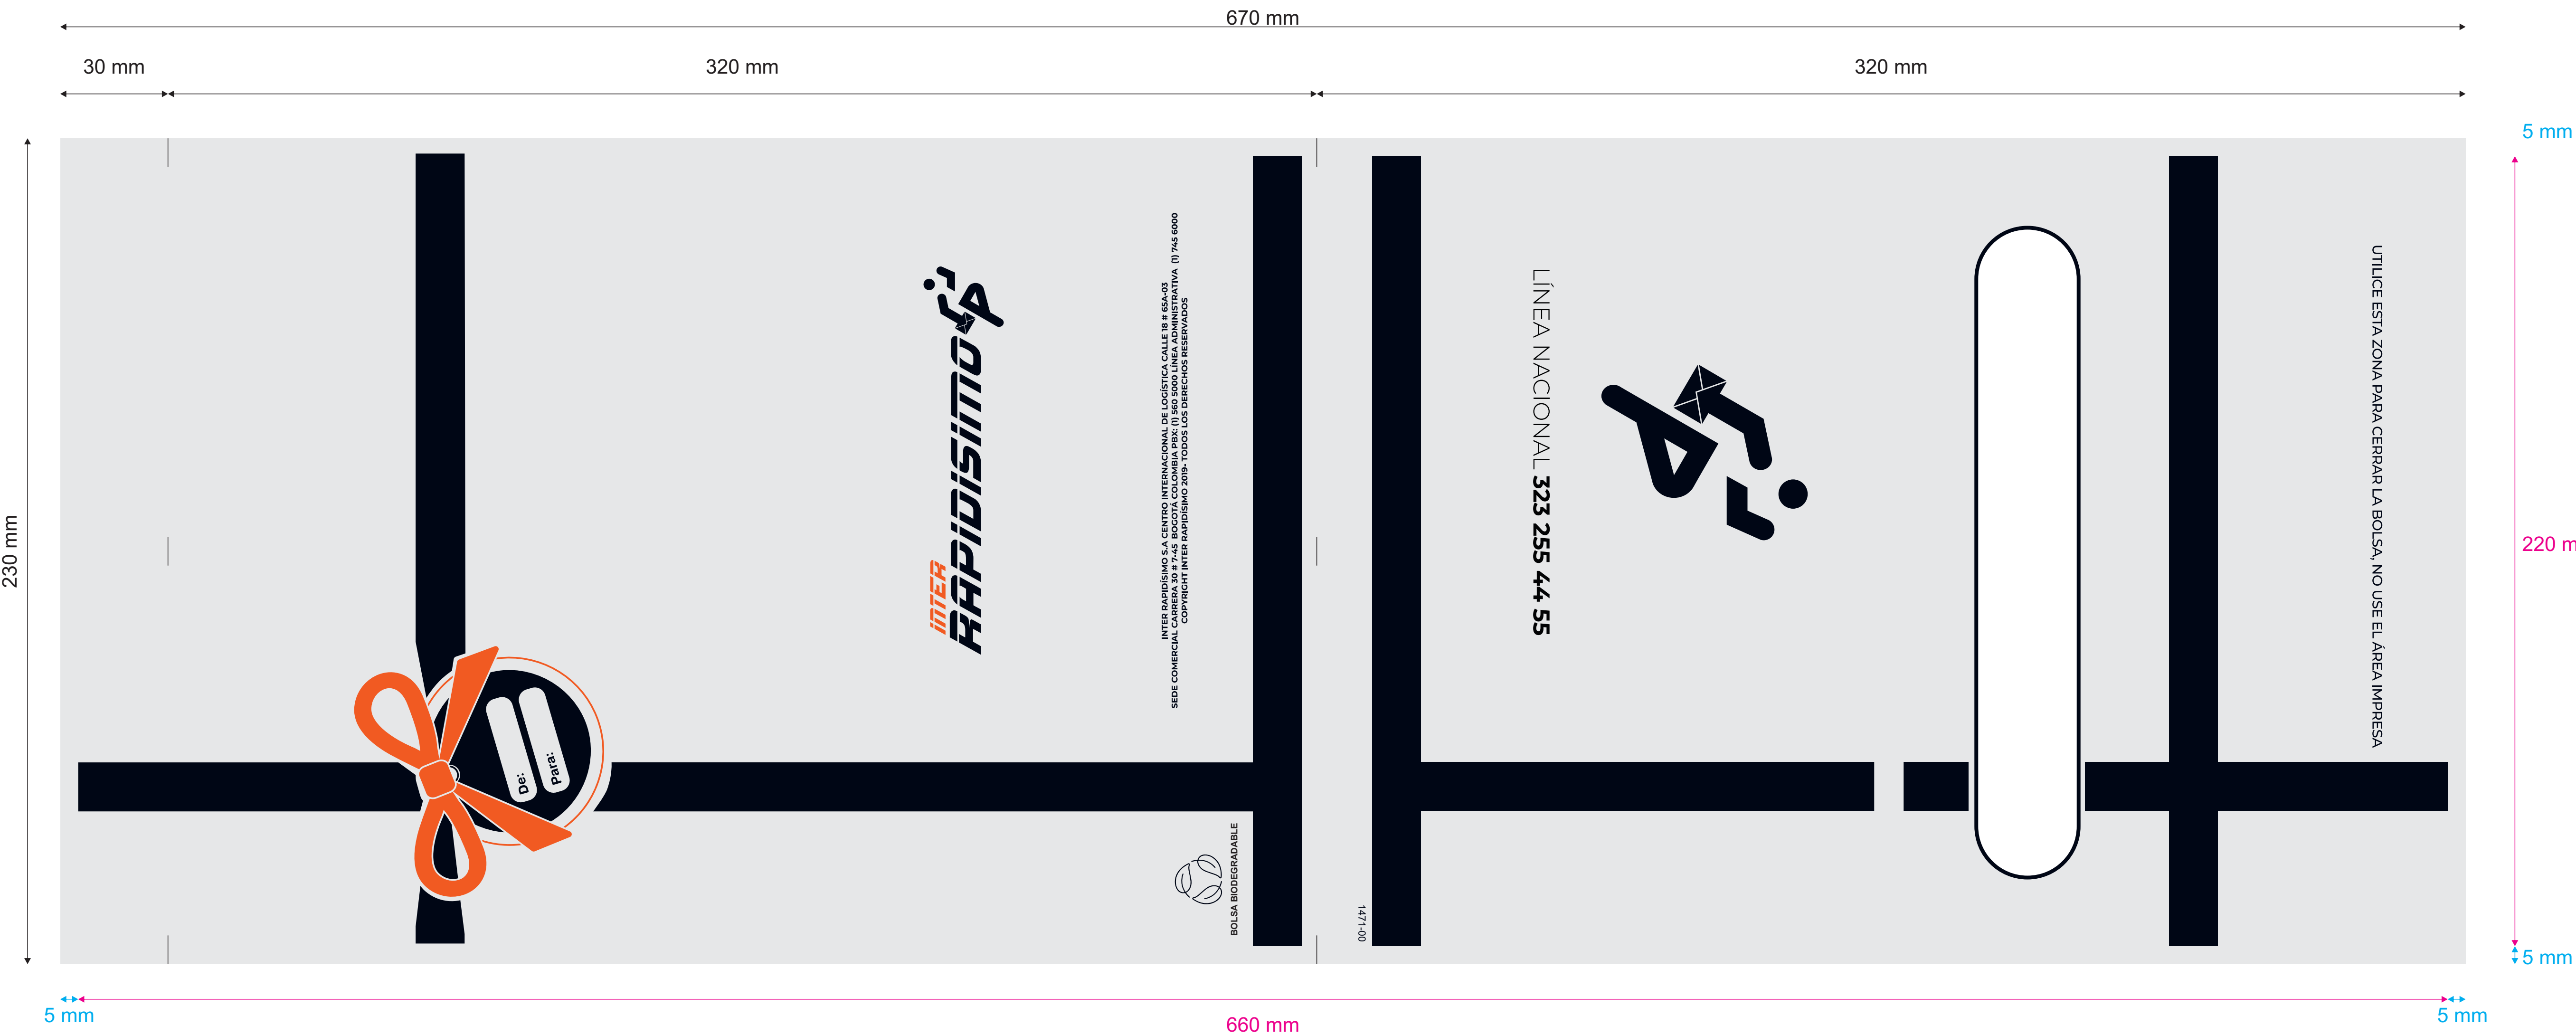 670 mm
30 mm
320 mm
320 mm
5 mm
230 mm
INTER
RAPIDISIMO
INTER RAPIDÍSIMO S.A CENTRO INTERNACIONAL DE LOGÍSTICA CALLE 18 # 65A-03
SEDE COMERCIAL CARRERA 30 # 7-45 BOGOTÁ COLOMBIA PBX: (1) 560 5000 LÍNEA ADMINISTRATIVA (1) 745 6000
COPYRIGHT INTER RAPIDÍSIMO 2019- TODOS LOS DERECHOS RESERVADOS
LÍNEA NACIONAL 323 255 44 55
UTILICE ESTA ZONA PARA CERRAR LA BOLSA, NO USE EL ÁREA IMPRESA
220 m
De:
Para:
BOLSA BIODEGRADABLE
1471-00
5 mm
5 mm
660 mm
5 mm